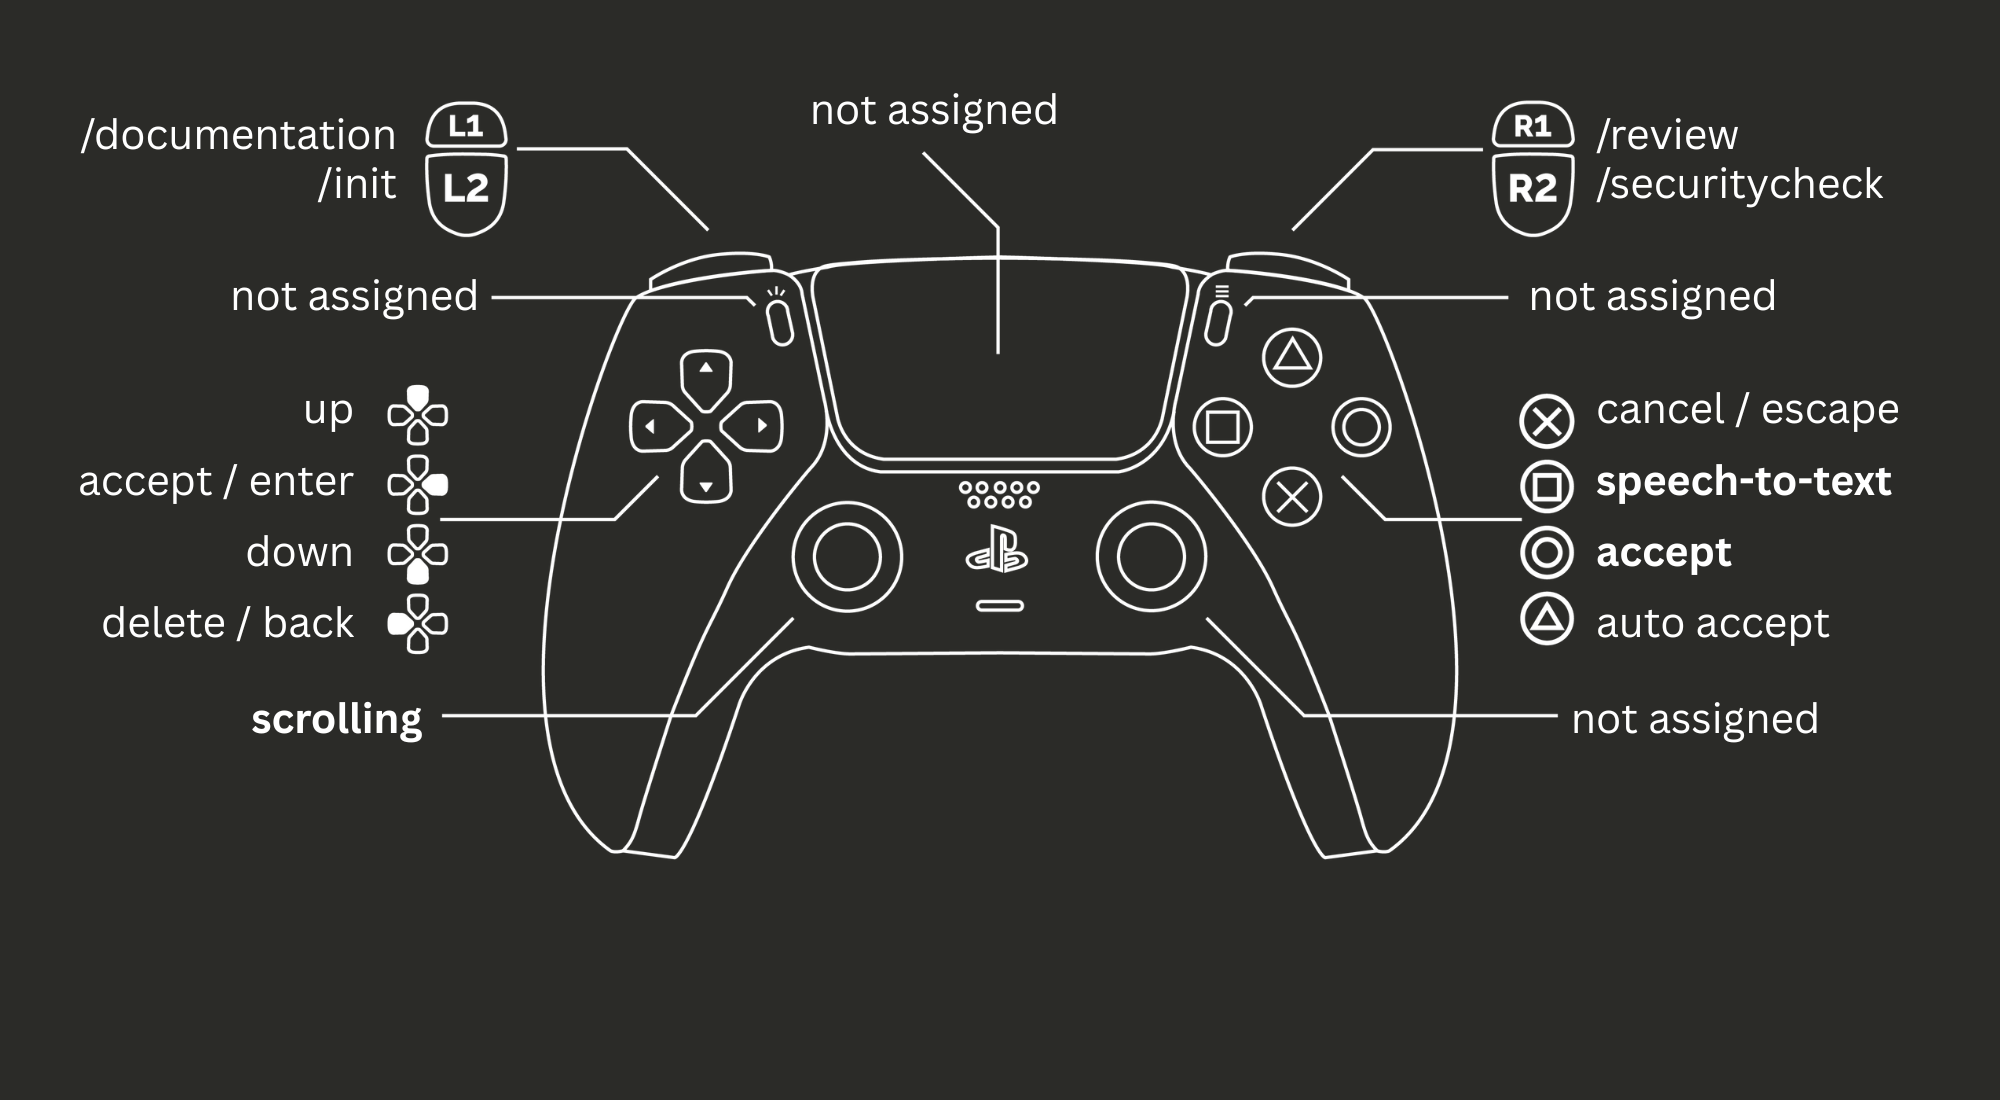 not assigned
/documentation
L1
/init
L2
R1
/review
R2
/securitycheck
not assigned
not assigned
up
accept / enter
down
delete / back
scrolling
cancel / escape
speech-to-text
accept
auto accept
not assigned